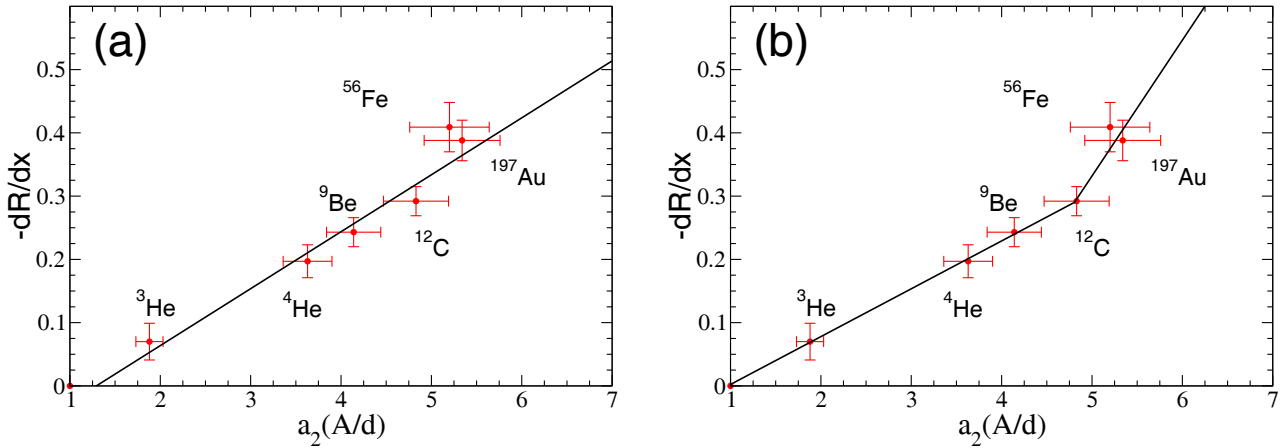 (a)
-dR/dx
0.5
0.4
0.3
0.2
0.1
0
⁵⁶Fe
¹⁹⁷Au
⁹Be
¹²C
³He
⁴He
1 2 3 4 5 6 7
a₂(A/d)
(b)
-dR/dx
0.5
0.4
0.3
0.2
0.1
0
⁵⁶Fe
¹⁹⁷Au
⁹Be
¹²C
³He
⁴He
1 2 3 4 5 6 7
a₂(A/d)